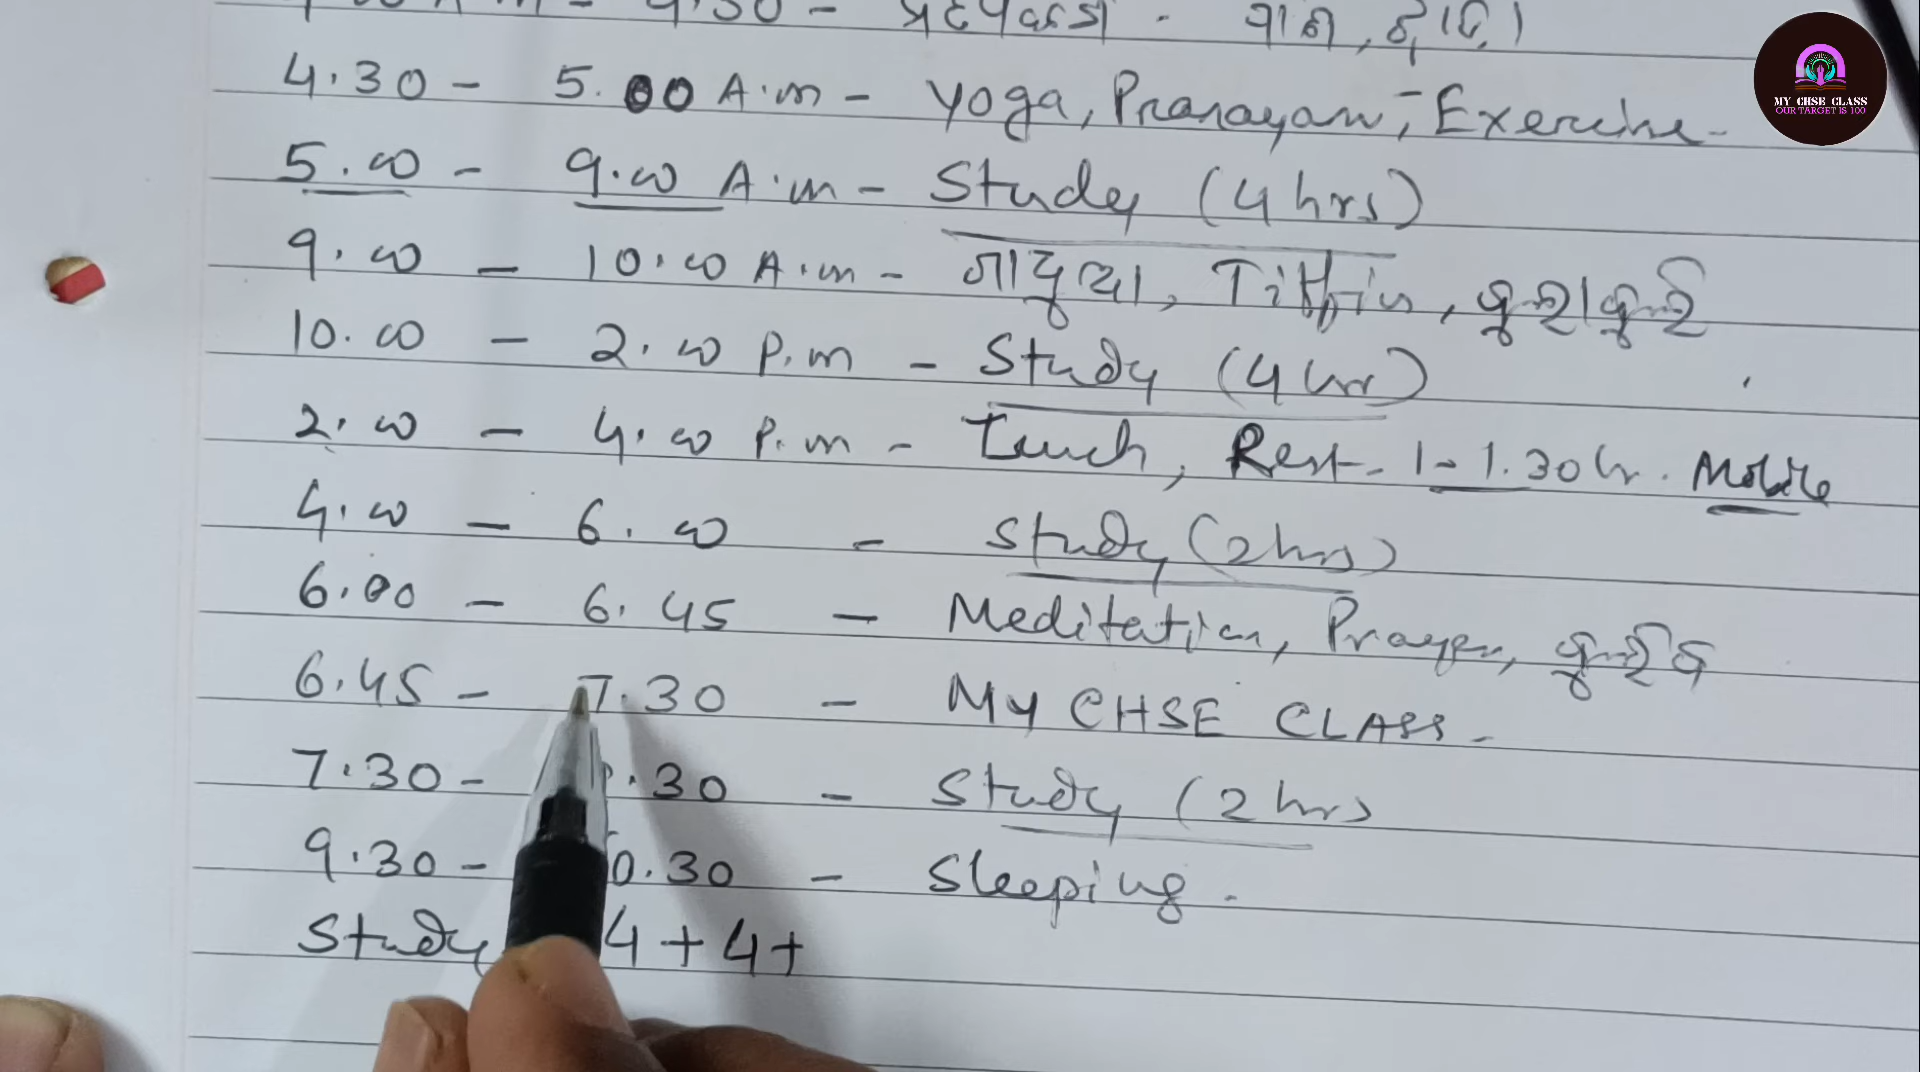 4.30 - 5.00 A.m - Yoga, Pranayam, Exercise -
5.00 - 9.00 A.m - Study (4 hrs)
9.00 - 10.00 A.m - ଗାଧୁଆ, Tiffin, ବୁଲାବୁଲି
10.00 - 2.00 P.m - Study (4 hr)
2.00 - 4.00 P.m - Lunch, Rest - 1 - 1.30 hr. Mobile
4.00 - 6.00 - Study (2 hrs)
6.00 - 6.45 - Meditation, Prayer,
6.45 - 7.30 - MY CHSE CLASS -
7.30 - .30 - Study (2 hrs
9.30 - 0.30 - Sleeping -
Study 4 + 4 +
MY CHSE CLASS
OUR TARGET IS 100